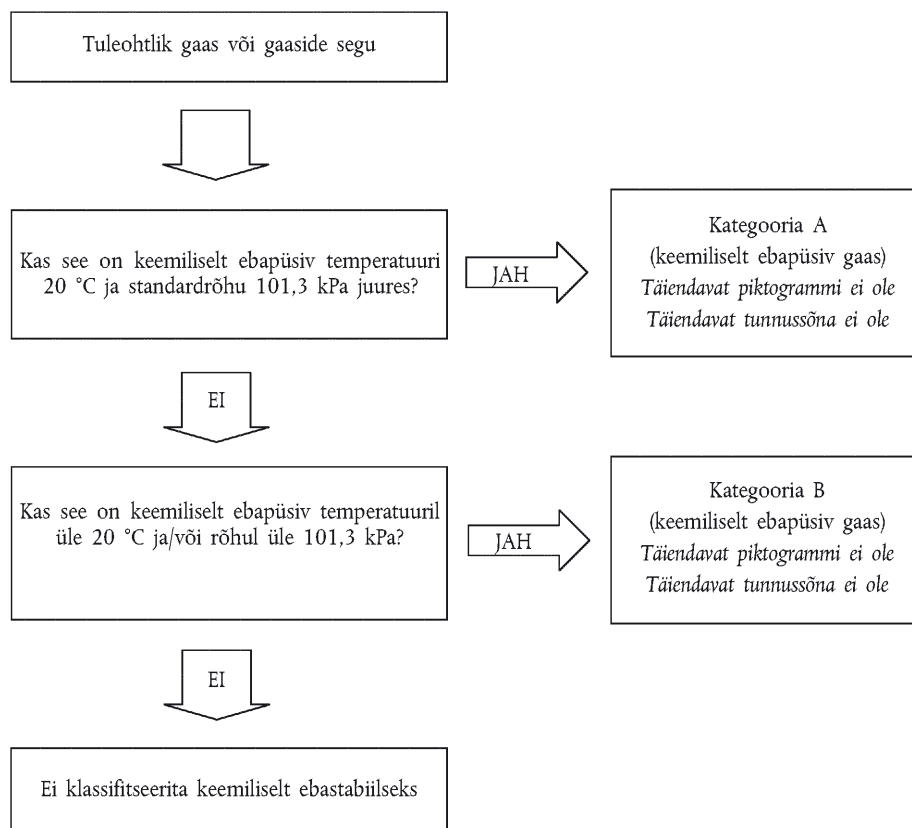 Tuleohtlik gaas või gaaside segu
Kas see on keemiliselt ebapüsiv temperatuuri
20 °C ja standardrõhu 101,3 kPa juures?
JAH
Kategooria A
(keemiliselt ebapüsiv gaas)
Täiendavat piktogrammi ei ole
Täiendavat tunnussõna ei ole
EI
Kas see on keemiliselt ebapüsiv temperatuuril
üle 20 °C ja/või rõhul üle 101,3 kPa?
JAH
Kategooria B
(keemiliselt ebapüsiv gaas)
Täiendavat piktogrammi ei ole
Täiendavat tunnussõna ei ole
EI
Ei klassifitseerita keemiliselt ebastabiilseks